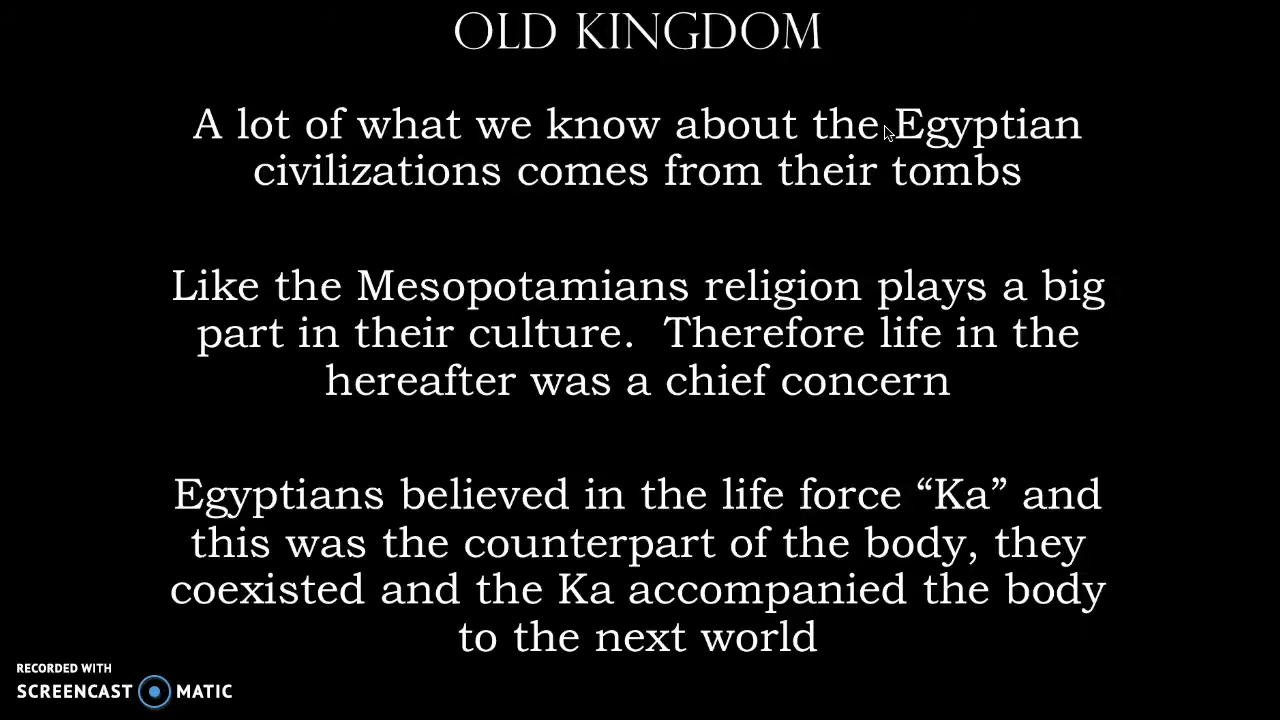 OLD KINGDOM
A lot of what we know about the Egyptian
civilizations comes from their tombs
Like the Mesopotamians religion plays a big
part in their culture.  Therefore life in the
hereafter was a chief concern
Egyptians believed in the life force “Ka” and
this was the counterpart of the body, they
coexisted and the Ka accompanied the body
to the next world
RECORDED WITH
SCREENCAST MATIC